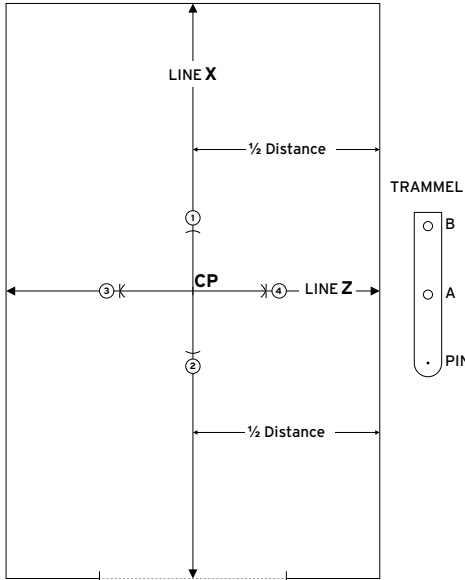 LINE X
½ Distance
TRAMMEL
1
B
CP
3
4
LINE Z
A
2
PIN
½ Distance